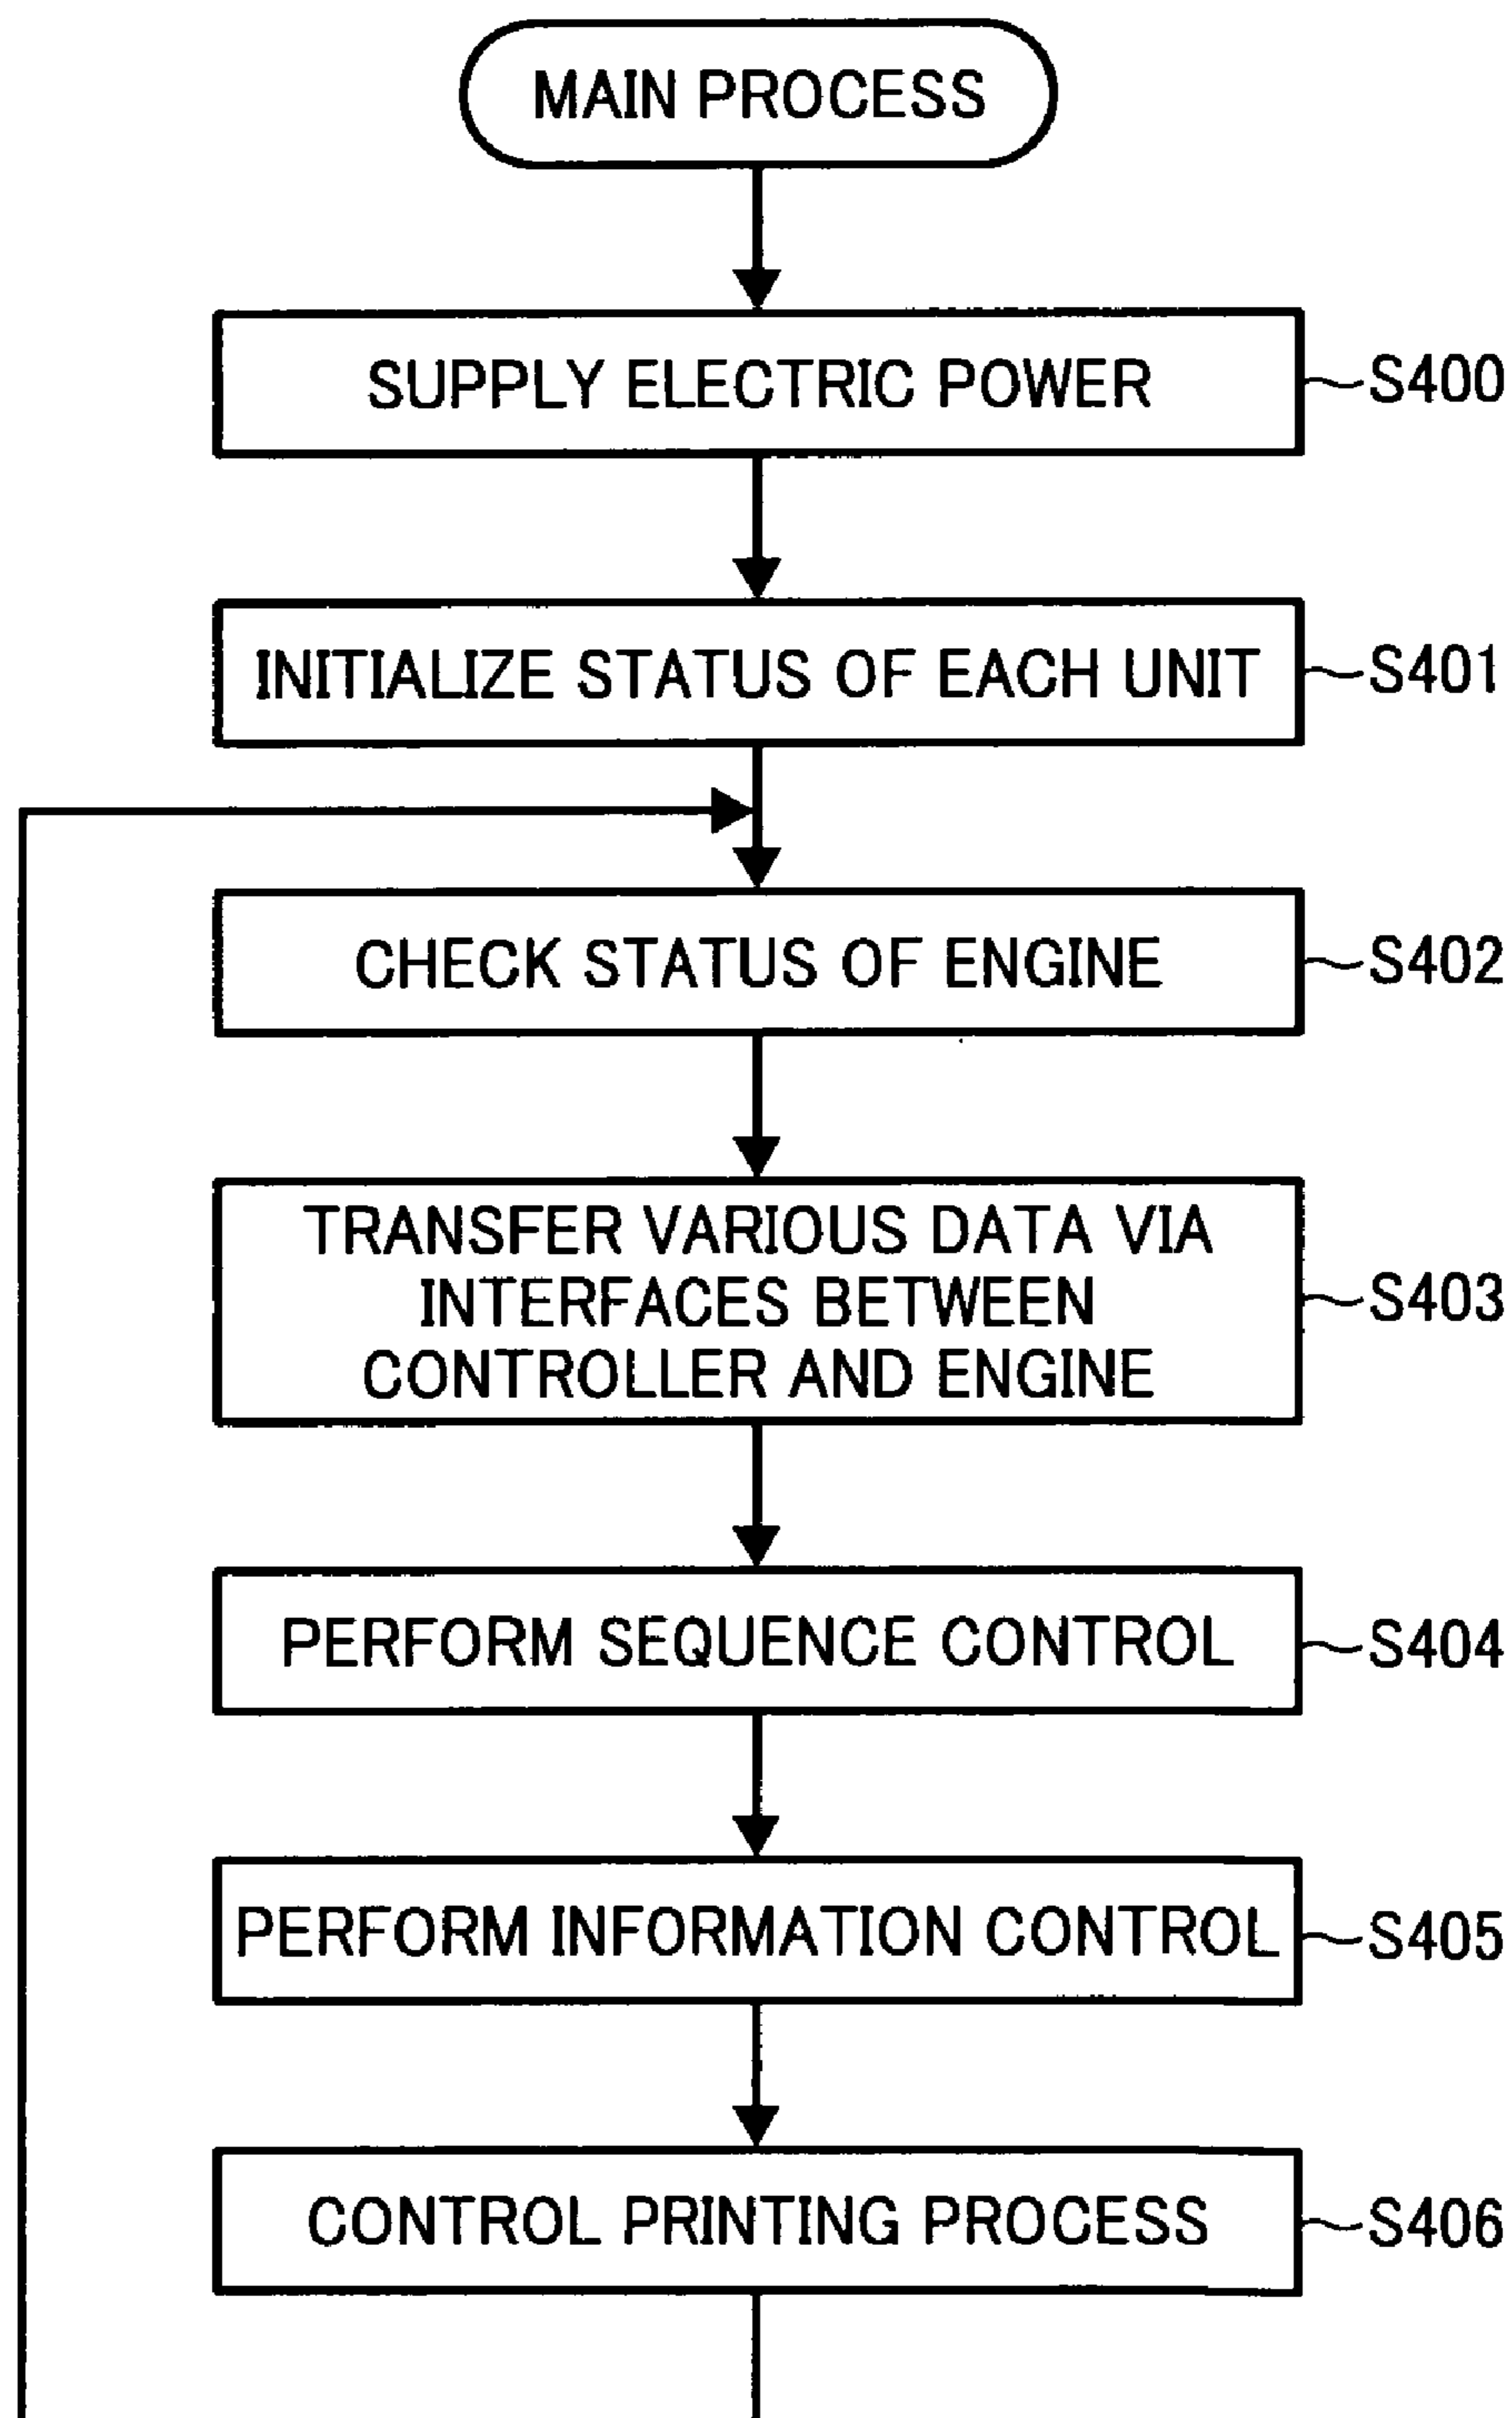 MAIN PROCESS
SUPPLY ELECTRIC POWER
S400
INITIALIZE STATUS OF EACH UNIT
S401
CHECK STATUS OF ENGINE
S402
TRANSFER VARIOUS DATA VIA
INTERFACES BETWEEN
CONTROLLER AND ENGINE
S403
PERFORM SEQUENCE CONTROL
S404
PERFORM INFORMATION CONTROL
S405
CONTROL PRINTING PROCESS
S406